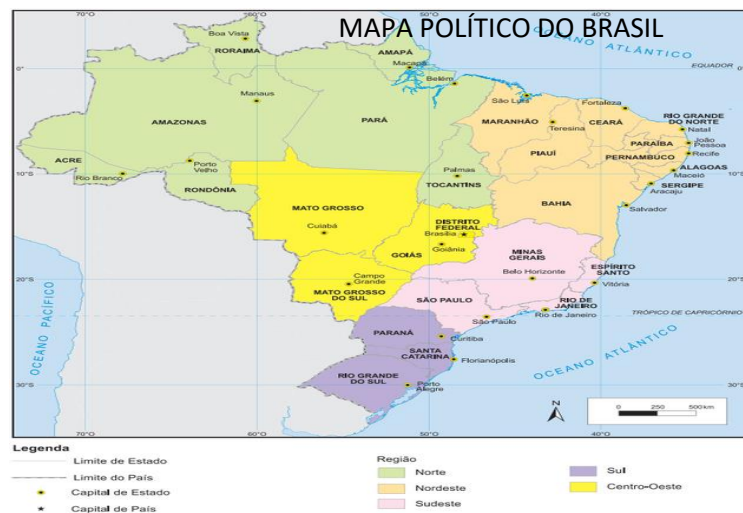 MAPA POLÍTICO DO BRASIL
OCEANO ATLÂNTICO
Boa Vista
RORAIMA
AMAPÁ
Macapá
EQUADOR
0°
Belém
Manaus
São Luís
Fortaleza
AMAZONAS
PARÁ
MARANHÃO
CEARÁ
RIO GRANDE
DO NORTE
Teresina
Natal
João
Pessoa
PARAÍBA
PIAUÍ
PERNAMBUCO
Recife
ACRE
Porto
Velho
Palmas
ALAGOAS
Maceió
10°S
Rio Branco
RONDÔNIA
TOCANTINS
SERGIPE
Aracaju
MATO GROSSO
BAHIA
Salvador
Cuiabá
DISTRITO
FEDERAL
Brasília
GOIÁS
Goiânia
MINAS
GERAIS
Belo Horizonte
ESPÍRITO
SANTO
Vitória
20°S
Campo
Grande
MATO GROSSO
DO SUL
SÃO PAULO
RIO DE
JANEIRO
São Paulo
Rio de Janeiro
TRÓPICO DE CAPRICÓRNIO
OCEANO PACÍFICO
PARANÁ
Curitiba
SANTA
CATARINA
Florianópolis
OCEANO ATLÂNTICO
RIO GRANDE
DO SUL
Porto
Alegre
30°S
N
0 250 500km
70°O 60°O 50°O 40°O
Legenda
Limite de Estado
Limite do País
Capital de Estado
Capital de País
Região
Norte
Nordeste
Sudeste
Sul
Centro-Oeste